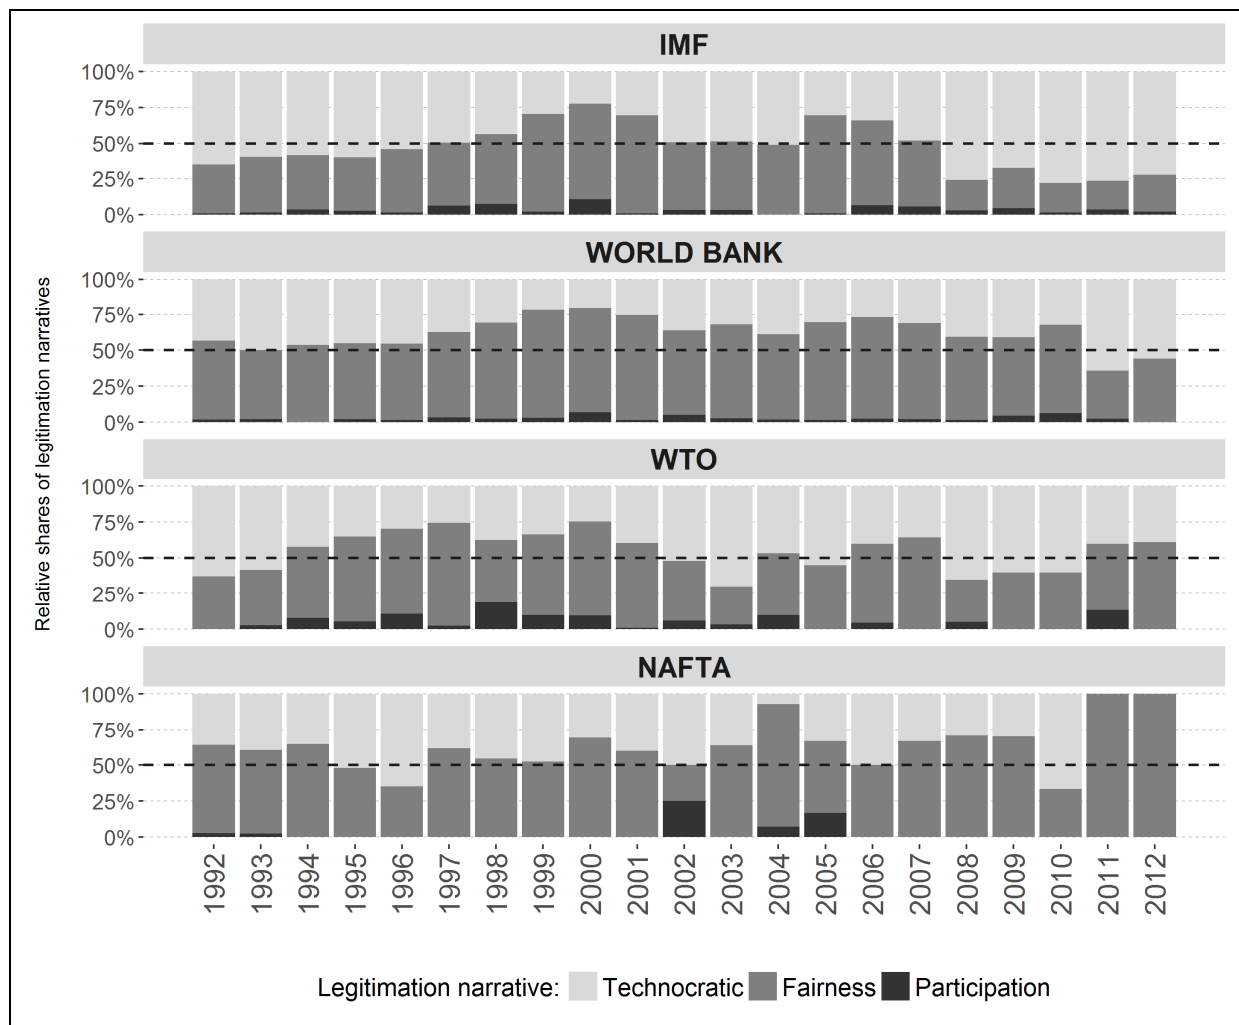 IMF
100%
75%
50%
25%
0%
WORLD BANK
100%
75%
50%
25%
0%
WTO
100%
75%
50%
25%
0%
NAFTA
100%
75%
50%
25%
0%
Relative shares of legitimation narratives
1992 1993 1994 1995 1996 1997 1998 1999 2000 2001 2002 2003 2004 2005 2006 2007 2008 2009 2010 2011 2012
Legitimation narrative: Technocratic Fairness Participation